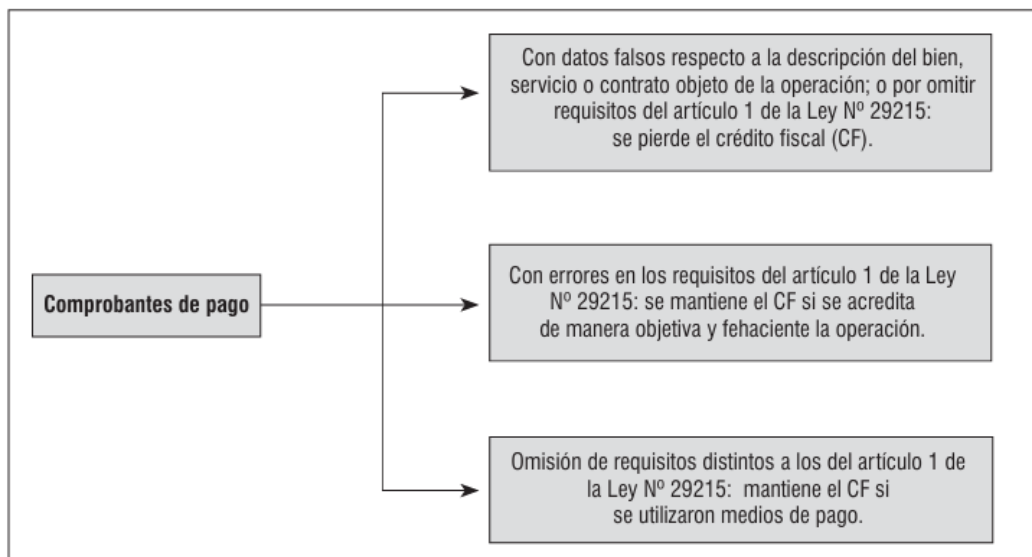 Con datos falsos respecto a la descripción del bien,
servicio o contrato objeto de la operación; o por omitir
requisitos del artículo 1 de la Ley Nº 29215:
se pierde el crédito fiscal (CF).
Comprobantes de pago
Con errores en los requisitos del artículo 1 de la Ley
Nº 29215: se mantiene el CF si se acredita
de manera objetiva y fehaciente la operación.
Omisión de requisitos distintos a los del artículo 1 de
la Ley Nº 29215: mantiene el CF si
se utilizaron medios de pago.